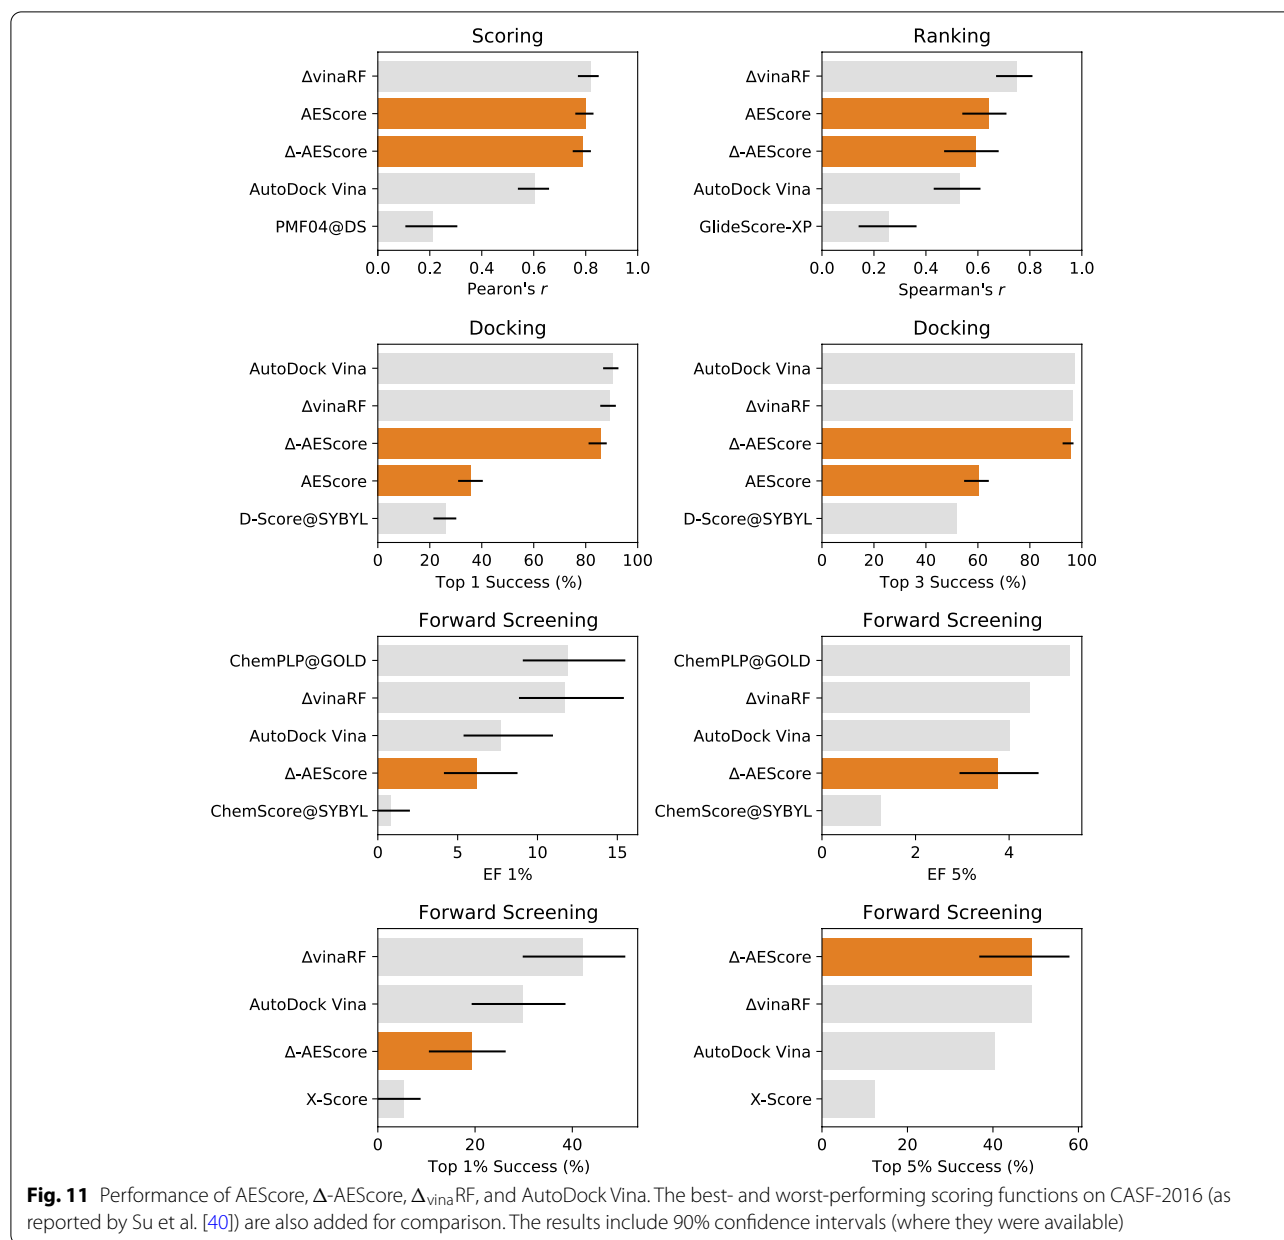 Scoring
ΔvinaRF
AEScore
Δ-AEScore
AutoDock Vina
PMF04@DS
0.0 0.2 0.4 0.6 0.8 1.0
Pearon's r
Ranking
ΔvinaRF
AEScore
Δ-AEScore
AutoDock Vina
GlideScore-XP
0.0 0.2 0.4 0.6 0.8 1.0
Spearman's r
Docking
AutoDock Vina
ΔvinaRF
Δ-AEScore
AEScore
D-Score@SYBYL
0 20 40 60 80 100
Top 1 Success (%)
Docking
AutoDock Vina
ΔvinaRF
Δ-AEScore
AEScore
D-Score@SYBYL
0 20 40 60 80 100
Top 3 Success (%)
Forward Screening
ChemPLP@GOLD
ΔvinaRF
AutoDock Vina
Δ-AEScore
ChemScore@SYBYL
0 5 10 15
EF 1%
Forward Screening
ChemPLP@GOLD
ΔvinaRF
AutoDock Vina
Δ-AEScore
ChemScore@SYBYL
0 2 4
EF 5%
Forward Screening
ΔvinaRF
AutoDock Vina
Δ-AEScore
X-Score
0 20 40
Top 1% Success (%)
Forward Screening
Δ-AEScore
ΔvinaRF
AutoDock Vina
X-Score
0 20 40 60
Top 5% Success (%)
Fig. 11 Performance of AEScore, Δ-AEScore, ΔvinaRF, and AutoDock Vina. The best- and worst-performing scoring functions on CASF-2016 (as
reported by Su et al. [40]) are also added for comparison. The results include 90% confidence intervals (where they were available)